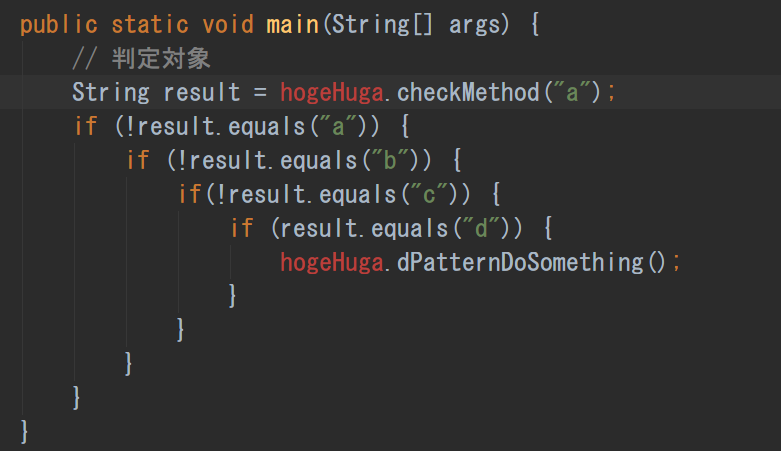 public static void main(String[] args) {
    // 判定対象
    String result = hogeHuga.checkMethod("a");
    if (!result.equals("a")) {
        if (!result.equals("b")) {
            if(!result.equals("c")) {
                if (result.equals("d")) {
                    hogeHuga.dPatternDoSomething();
                }
            }
        }
    }
}